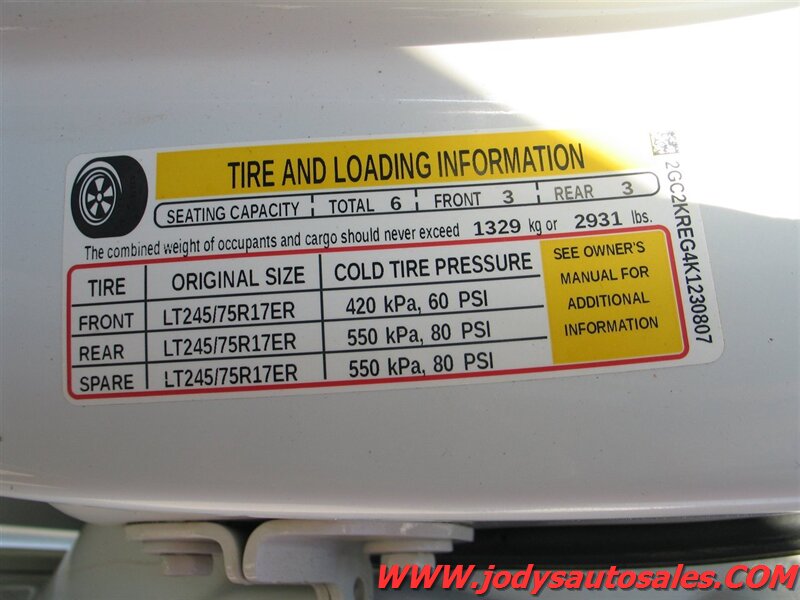 TIRE AND LOADING INFORMATION
SEATING CAPACITY TOTAL 6 FRONT 3 REAR 3
The combined weight of occupants and cargo should never exceed 1329 kg or 2931 lbs.
TIRE ORIGINAL SIZE COLD TIRE PRESSURE
FRONT LT245/75R17ER 420 kPa, 60 PSI
REAR LT245/75R17ER 550 kPa, 80 PSI
SPARE LT245/75R17ER 550 kPa, 80 PSI
SEE OWNER'S
MANUAL FOR
ADDITIONAL
INFORMATION
2GC2KREG4K1230807
WWW.jodysautosales.COM